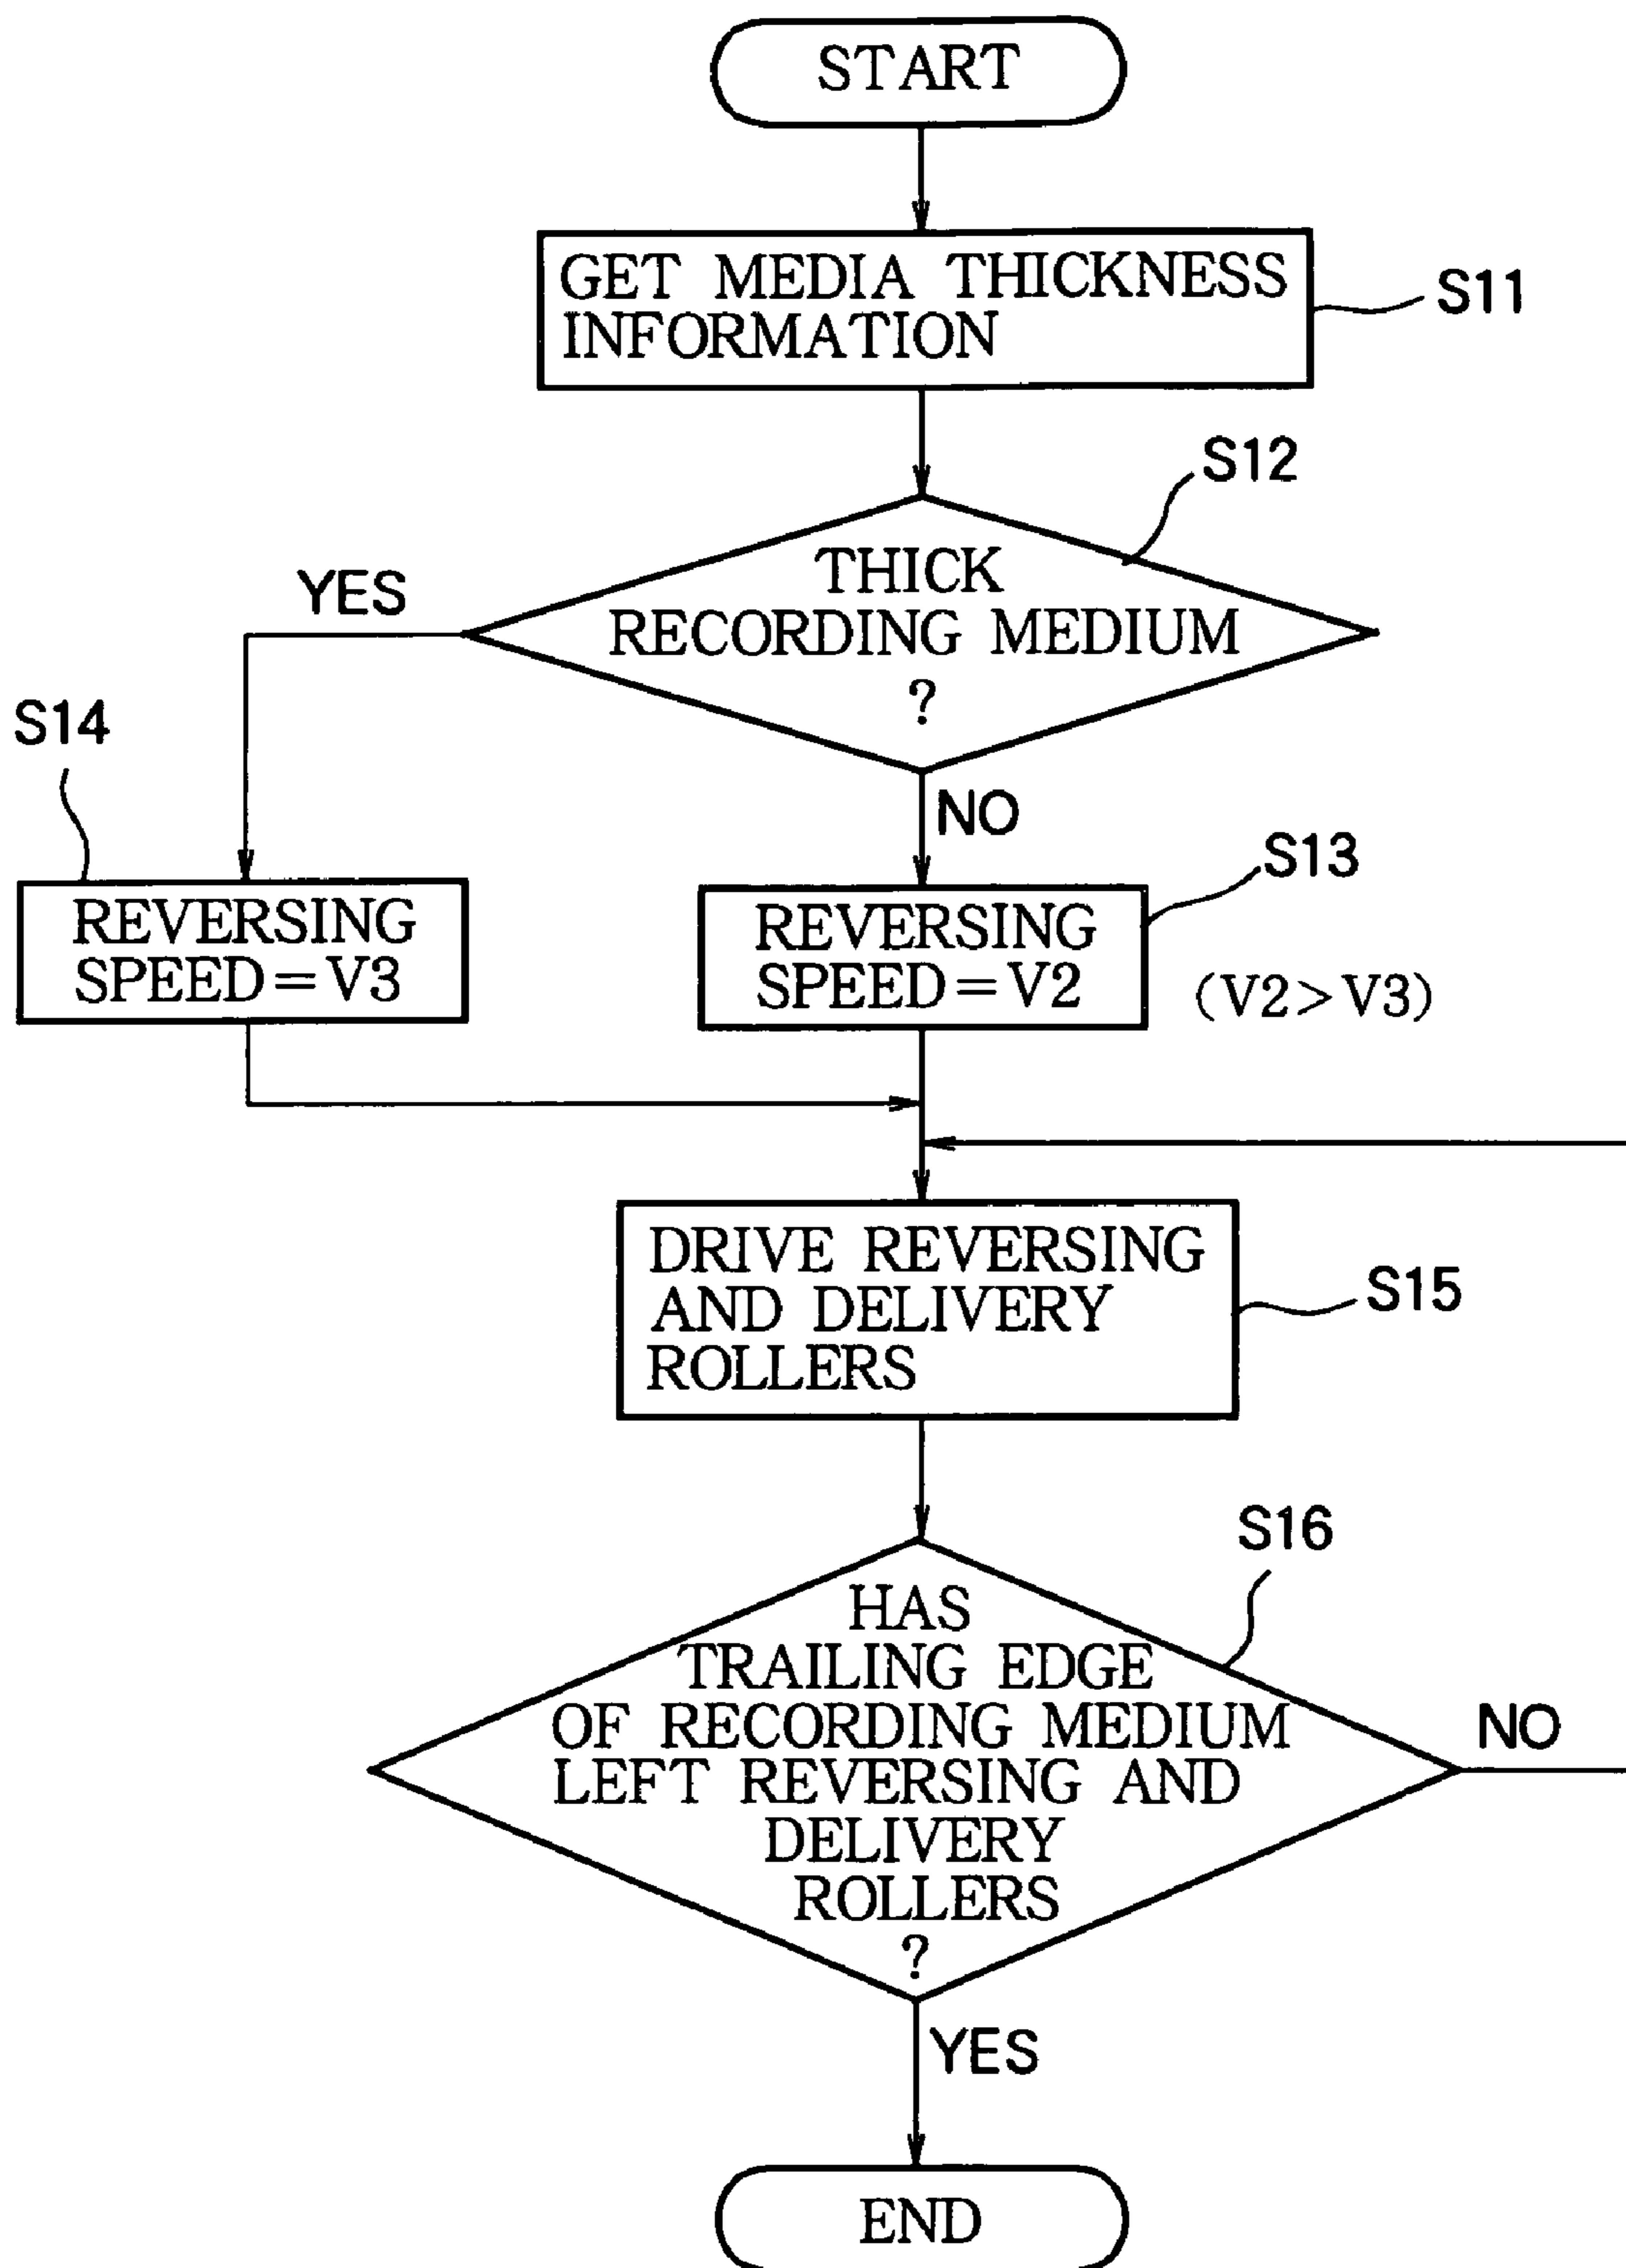 START
GET MEDIA THICKNESS
INFORMATION
S11
S12
THICK
RECORDING MEDIUM
?
YES
NO
S14
REVERSING
SPEED=V3
S13
REVERSING
SPEED=V2
(V2>V3)
DRIVE REVERSING
AND DELIVERY
ROLLERS
S15
S16
HAS
TRAILING EDGE
OF RECORDING MEDIUM
LEFT REVERSING AND
DELIVERY
ROLLERS
?
NO
YES
END